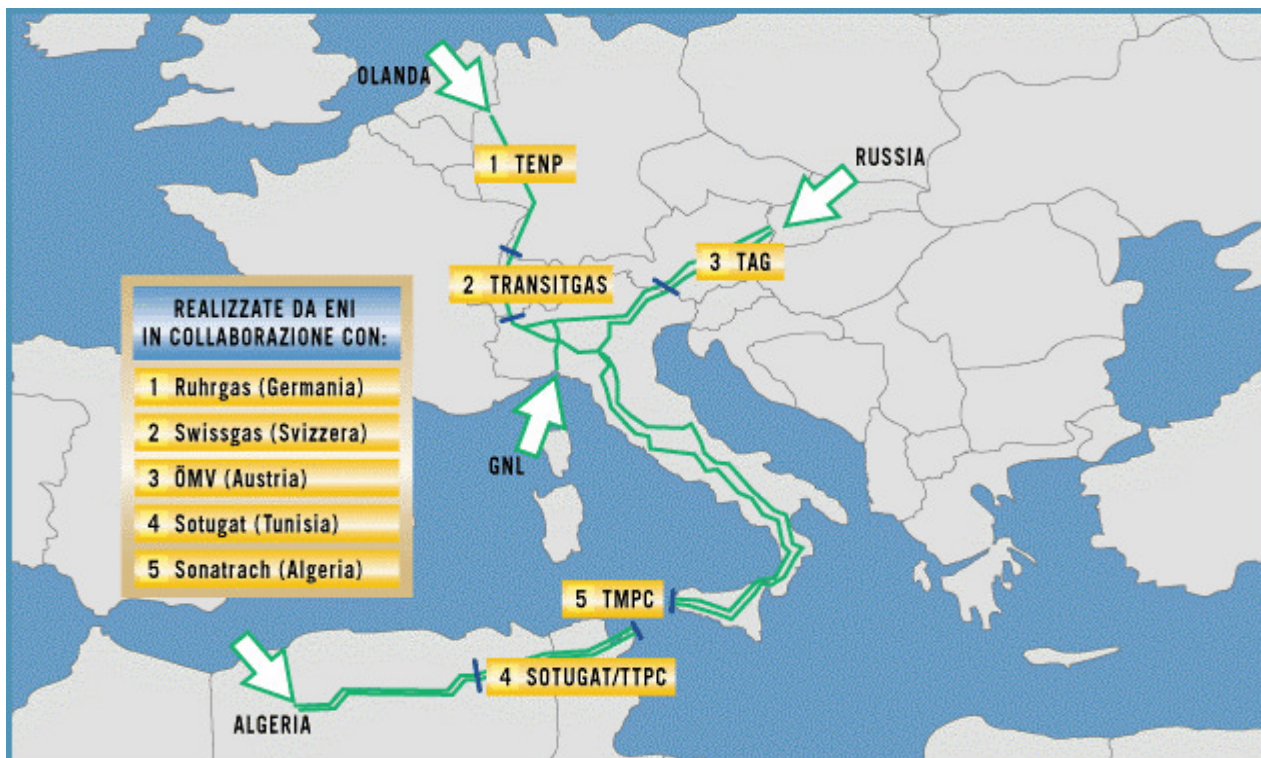 OLANDA
1 TENP
RUSSIA
3 TAG
2 TRANSITGAS
REALIZZATE DA ENI
IN COLLABORAZIONE CON:
1 Ruhrgas (Germania)
2 Swissgas (Svizzera)
3 ÕMV (Austria)
4 Sotugat (Tunisia)
5 Sonatrach (Algeria)
GNL
5 TMPC
4 SOTUGAT/TTPC
ALGERIA